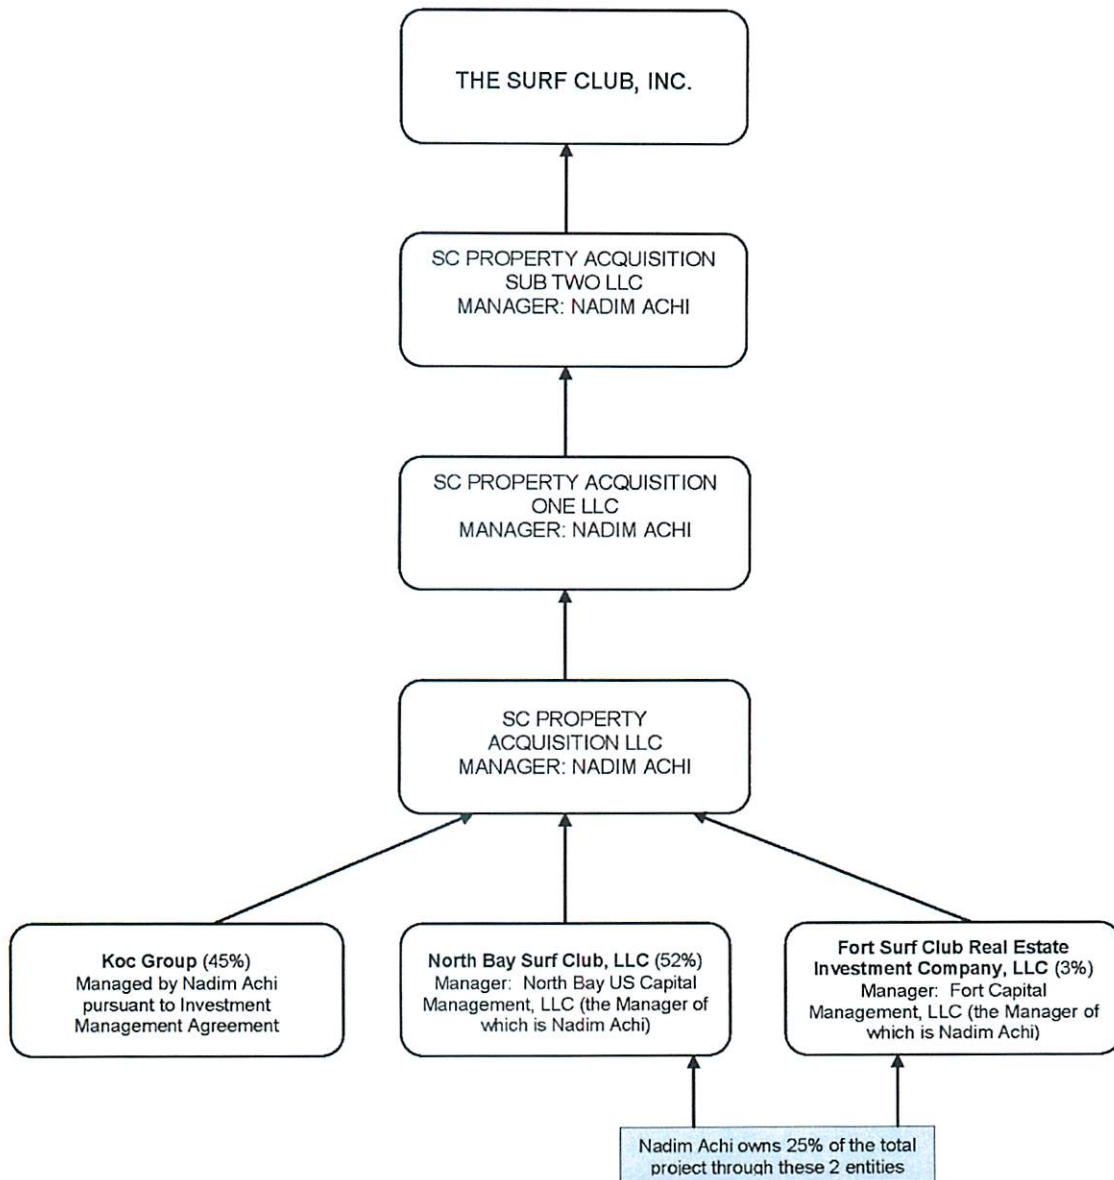 THE SURF CLUB, INC.
SC PROPERTY ACQUISITION
SUB TWO LLC
MANAGER: NADIM ACHI
SC PROPERTY ACQUISITION
ONE LLC
MANAGER: NADIM ACHI
SC PROPERTY
ACQUISITION LLC
MANAGER: NADIM ACHI
Koc Group (45%)
Managed by Nadim Achi
pursuant to Investment
Management Agreement
North Bay Surf Club, LLC (52%)
Manager: North Bay US Capital
Management, LLC (the Manager of
which is Nadim Achi)
Fort Surf Club Real Estate
Investment Company, LLC (3%)
Manager: Fort Capital
Management, LLC (the Manager of
which is Nadim Achi)
Nadim Achi owns 25% of the total
project through these 2 entities